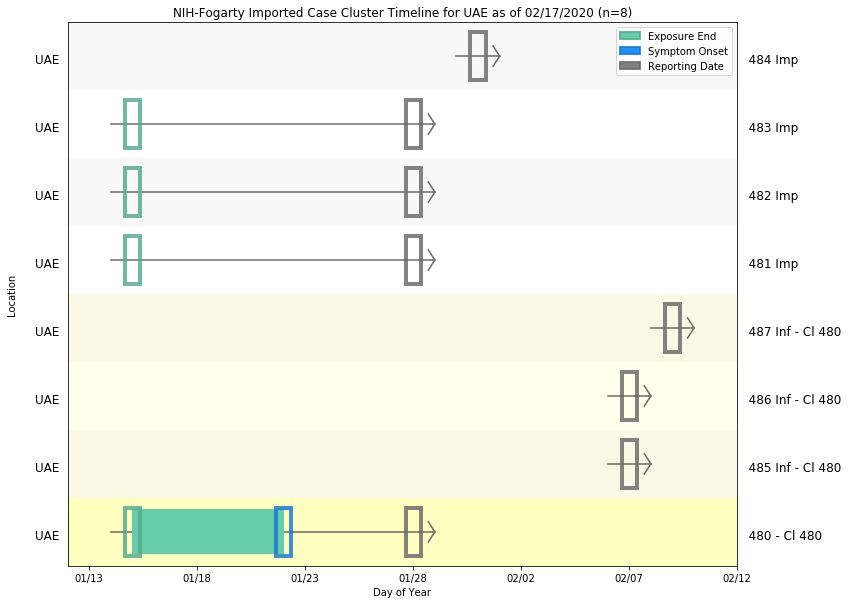 NIH-Fogarty Imported Case Cluster Timeline for UAE as of 02/17/2020 (n=8)
Exposure End
Symptom Onset
Reporting Date
UAE 484 Imp
UAE 483 Imp
UAE 482 Imp
UAE 481 Imp
UAE 487 Inf - Cl 480
UAE 486 Inf - Cl 480
UAE 485 Inf - Cl 480
UAE 480 - Cl 480
Location
01/13 01/18 01/23 01/28 02/02 02/07 02/12
Day of Year